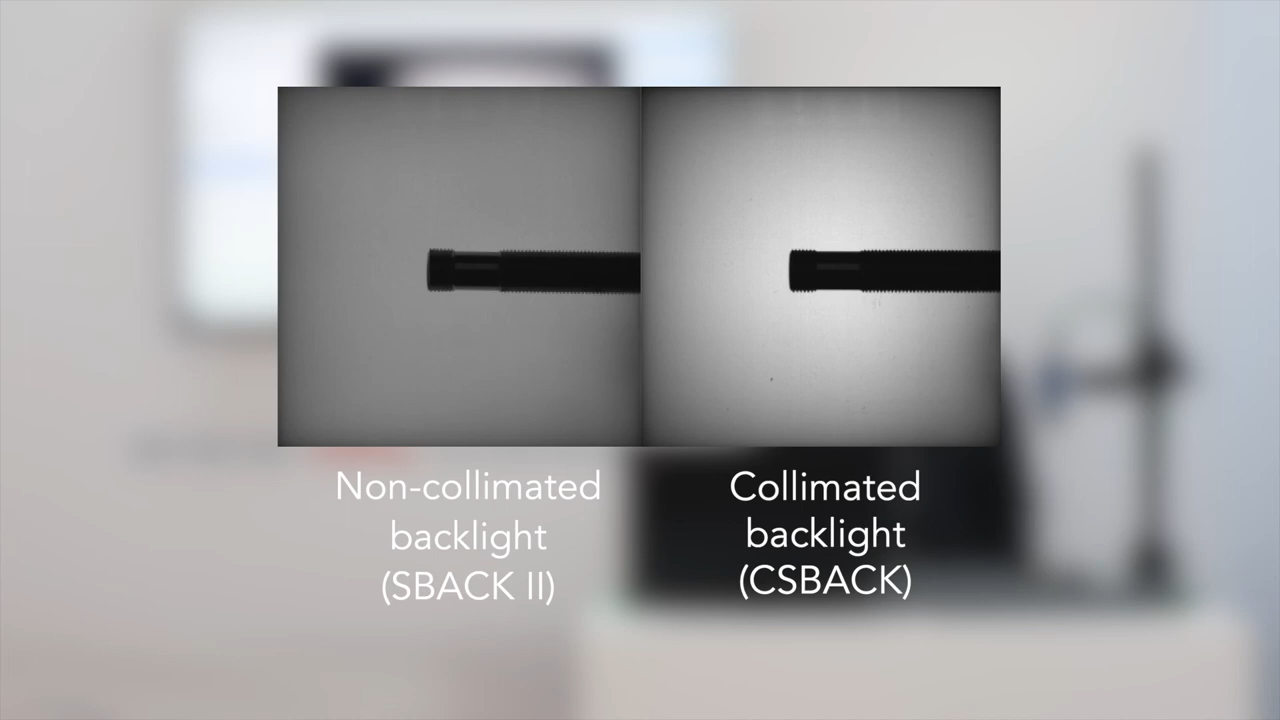 Non-collimated
backlight
(SBACK II)
Collimated
backlight
(CSBACK)